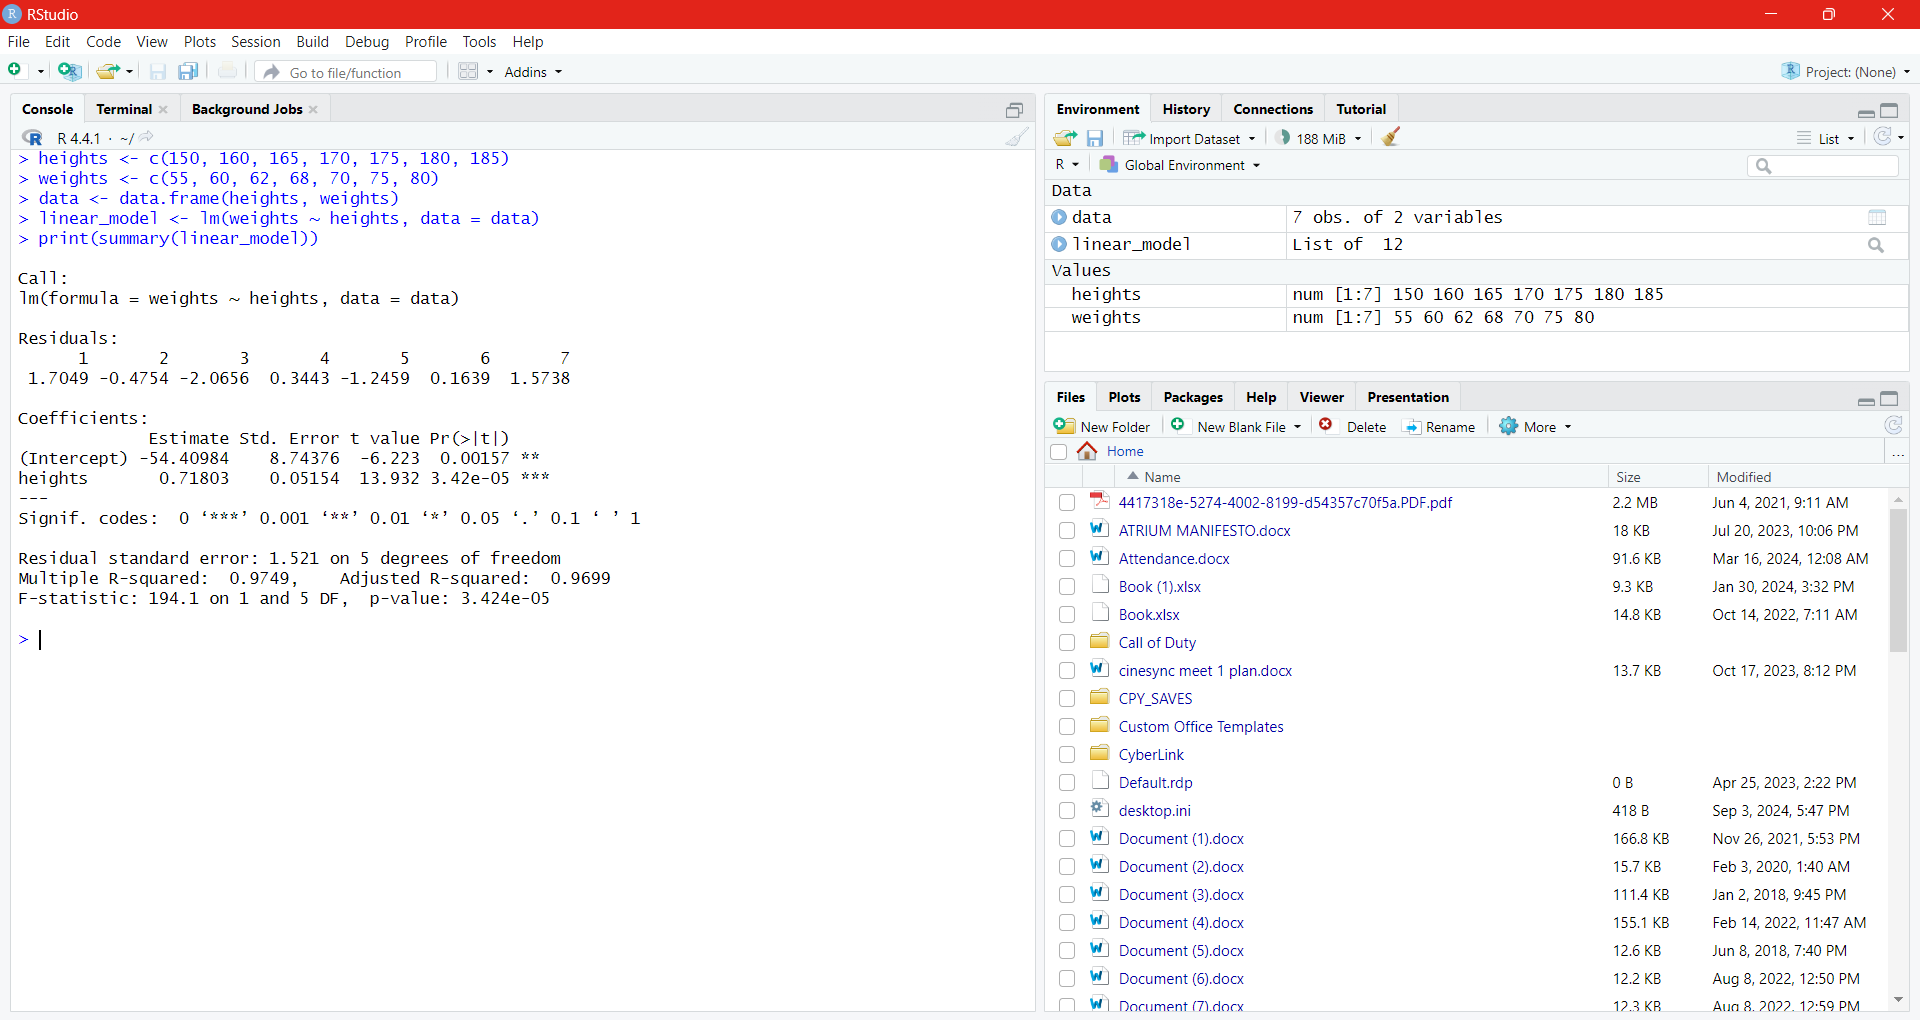 RStudio
File Edit Code View Plots Session Build Debug Profile Tools Help
Go to file/function Addins Project: (None)
Console Terminal Background Jobs
R 4.4.1 · ~/
> heights <- c(150, 160, 165, 170, 175, 180, 185)
> weights <- c(55, 60, 62, 68, 70, 75, 80)
> data <- data.frame(heights, weights)
> linear_model <- lm(weights ~ heights, data = data)
> print(summary(linear_model))
Call:
lm(formula = weights ~ heights, data = data)
Residuals:
1 2 3 4 5 6 7
1.7049 -0.4754 -2.0656 0.3443 -1.2459 0.1639 1.5738
Coefficients:
Estimate Std. Error t value Pr(>|t|)
(Intercept) -54.40984 8.74376 -6.223 0.00157 **
heights 0.71803 0.05154 13.932 3.42e-05 ***
---
Signif. codes: 0 ‘***’ 0.001 ‘**’ 0.01 ‘*’ 0.05 ‘.’ 0.1 ‘ ’ 1
Residual standard error: 1.521 on 5 degrees of freedom
Multiple R-squared: 0.9749, Adjusted R-squared: 0.9699
F-statistic: 194.1 on 1 and 5 DF, p-value: 3.424e-05
>
Environment History Connections Tutorial
Import Dataset 188 MiB List
R Global Environment
Data
data 7 obs. of 2 variables
linear_model List of 12
Values
heights num [1:7] 150 160 165 170 175 180 185
weights num [1:7] 55 60 62 68 70 75 80
Files Plots Packages Help Viewer Presentation
New Folder New Blank File Delete Rename More
Home ...
Name Size Modified
4417318e-5274-4002-8199-d54357c70f5a.PDF.pdf 2.2 MB Jun 4, 2021, 9:11 AM
ATRIUM MANIFESTO.docx 18 KB Jul 20, 2023, 10:06 PM
Attendance.docx 91.6 KB Mar 16, 2024, 12:08 AM
Book (1).xlsx 9.3 KB Jan 30, 2024, 3:32 PM
Book.xlsx 14.8 KB Oct 14, 2022, 7:11 AM
Call of Duty
cinesync meet 1 plan.docx 13.7 KB Oct 17, 2023, 8:12 PM
CPY_SAVES
Custom Office Templates
CyberLink
Default.rdp 0 B Apr 25, 2023, 2:22 PM
desktop.ini 418 B Sep 3, 2024, 5:47 PM
Document (1).docx 166.8 KB Nov 26, 2021, 5:53 PM
Document (2).docx 15.7 KB Feb 3, 2020, 1:40 AM
Document (3).docx 111.4 KB Jan 2, 2018, 9:45 PM
Document (4).docx 155.1 KB Feb 14, 2022, 11:47 AM
Document (5).docx 12.6 KB Jun 8, 2018, 7:40 PM
Document (6).docx 12.2 KB Aug 8, 2022, 12:50 PM
Document (7).docx 12.3 KB Aug 8, 2022, 12:59 PM